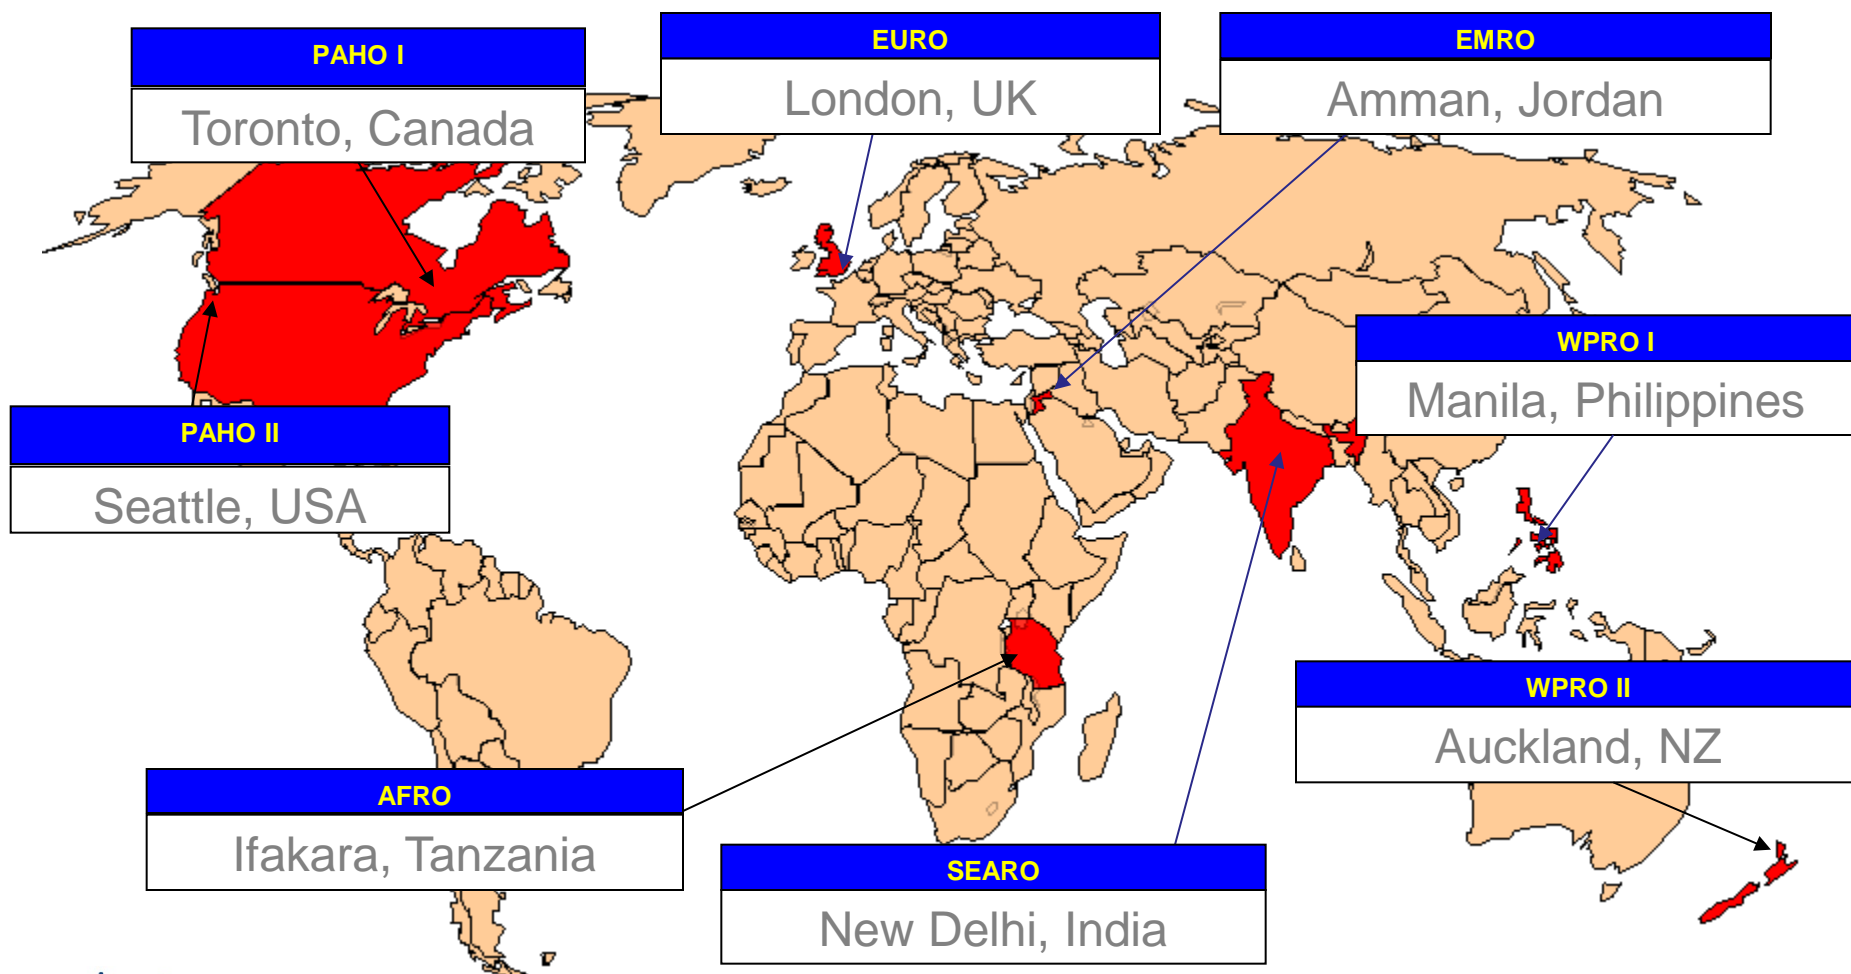 PAHO I
Toronto, Canada
EURO
London, UK
EMRO
Amman, Jordan
WPRO I
Manila, Philippines
PAHO II
Seattle, USA
WPRO II
Auckland, NZ
AFRO
Ifakara, Tanzania
SEARO
New Delhi, India